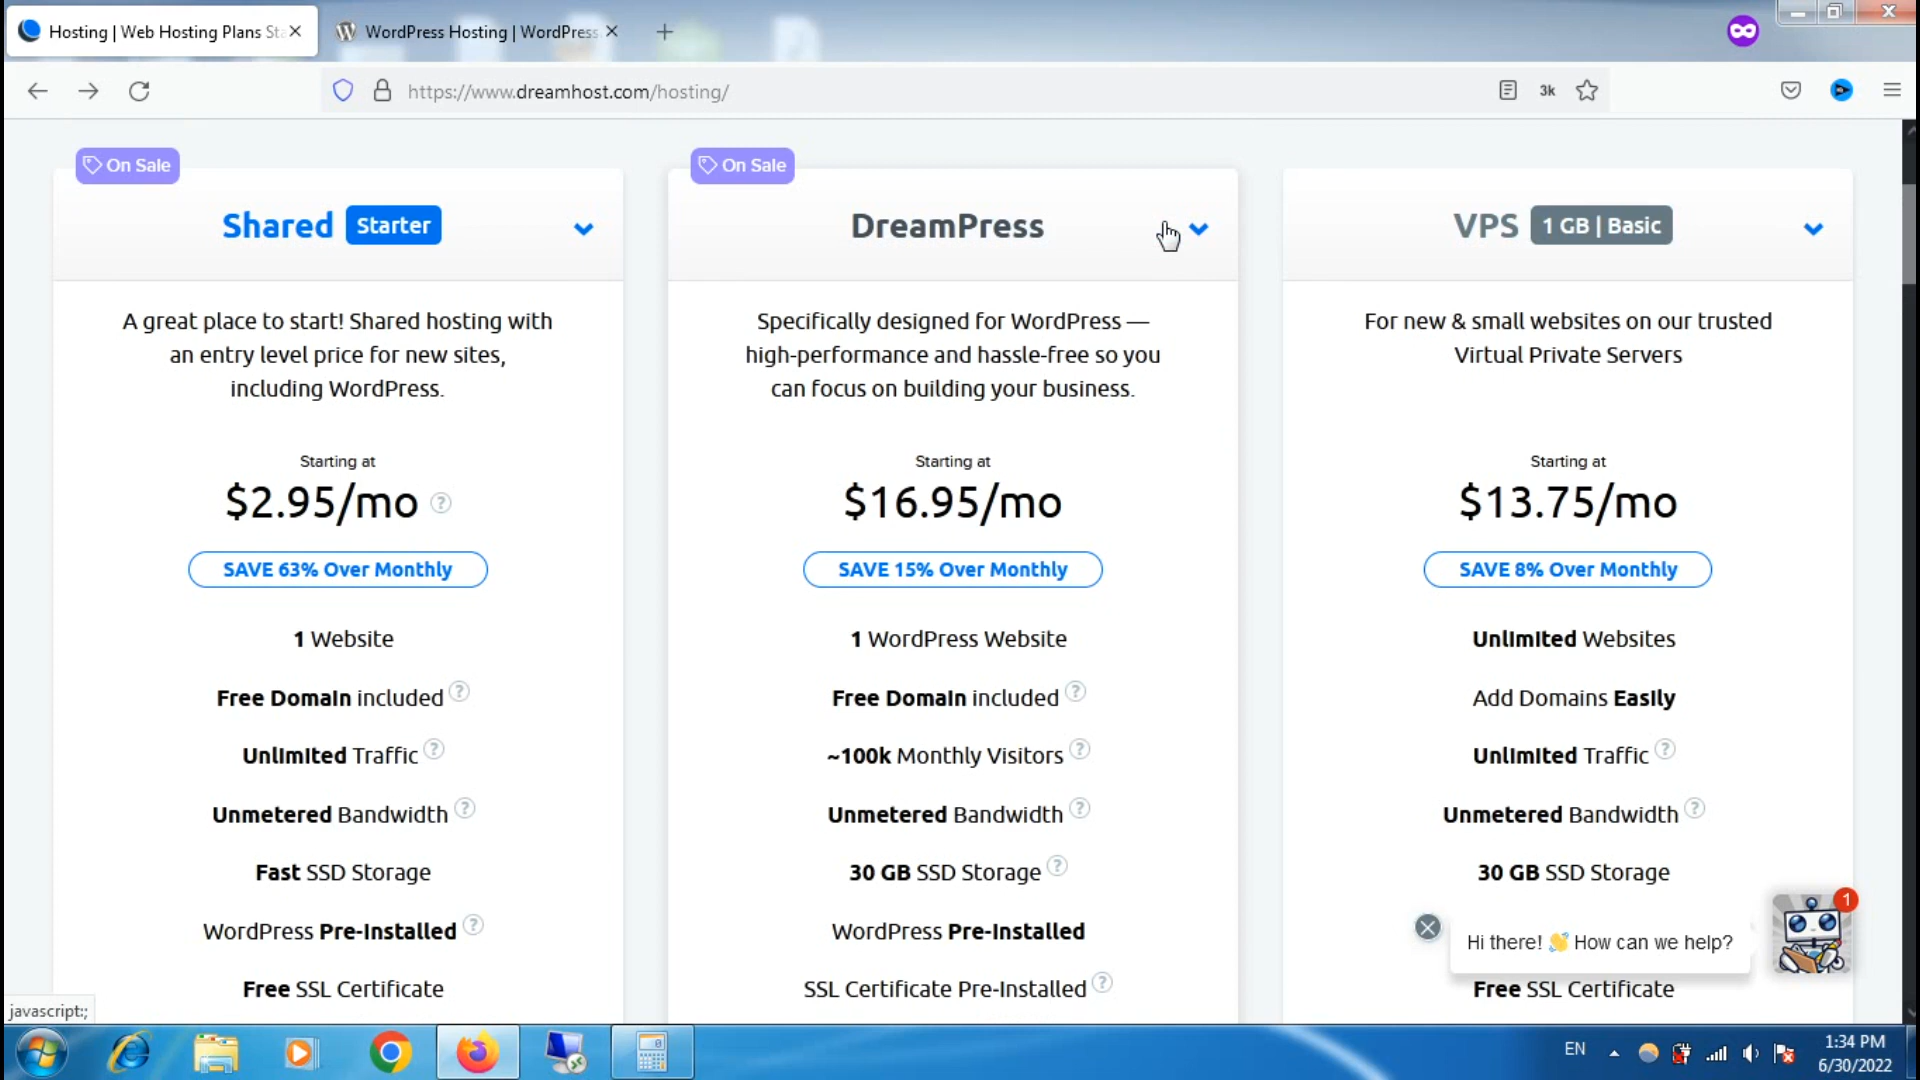 Hosting | Web Hosting Plans Sta
WordPress Hosting | WordPress
https://www.dreamhost.com/hosting/
3k
On Sale
Shared Starter
A great place to start! Shared hosting with
an entry level price for new sites,
including WordPress.
Starting at
$2.95/mo ?
SAVE 63% Over Monthly
1 Website
Free Domain included ?
Unlimited Traffic ?
Unmetered Bandwidth ?
Fast SSD Storage
WordPress Pre-Installed ?
Free SSL Certificate
On Sale
DreamPress
Specifically designed for WordPress —
high-performance and hassle-free so you
can focus on building your business.
Starting at
$16.95/mo
SAVE 15% Over Monthly
1 WordPress Website
Free Domain included ?
~100k Monthly Visitors ?
Unmetered Bandwidth ?
30 GB SSD Storage ?
WordPress Pre-Installed
SSL Certificate Pre-Installed ?
VPS 1 GB | Basic
For new & small websites on our trusted
Virtual Private Servers
Starting at
$13.75/mo
SAVE 8% Over Monthly
Unlimited Websites
Add Domains Easily
Unlimited Traffic ?
Unmetered Bandwidth ?
30 GB SSD Storage
Free SSL Certificate
Hi there! 👋 How can we help?
1
javascript:;
EN
1:34 PM
6/30/2022